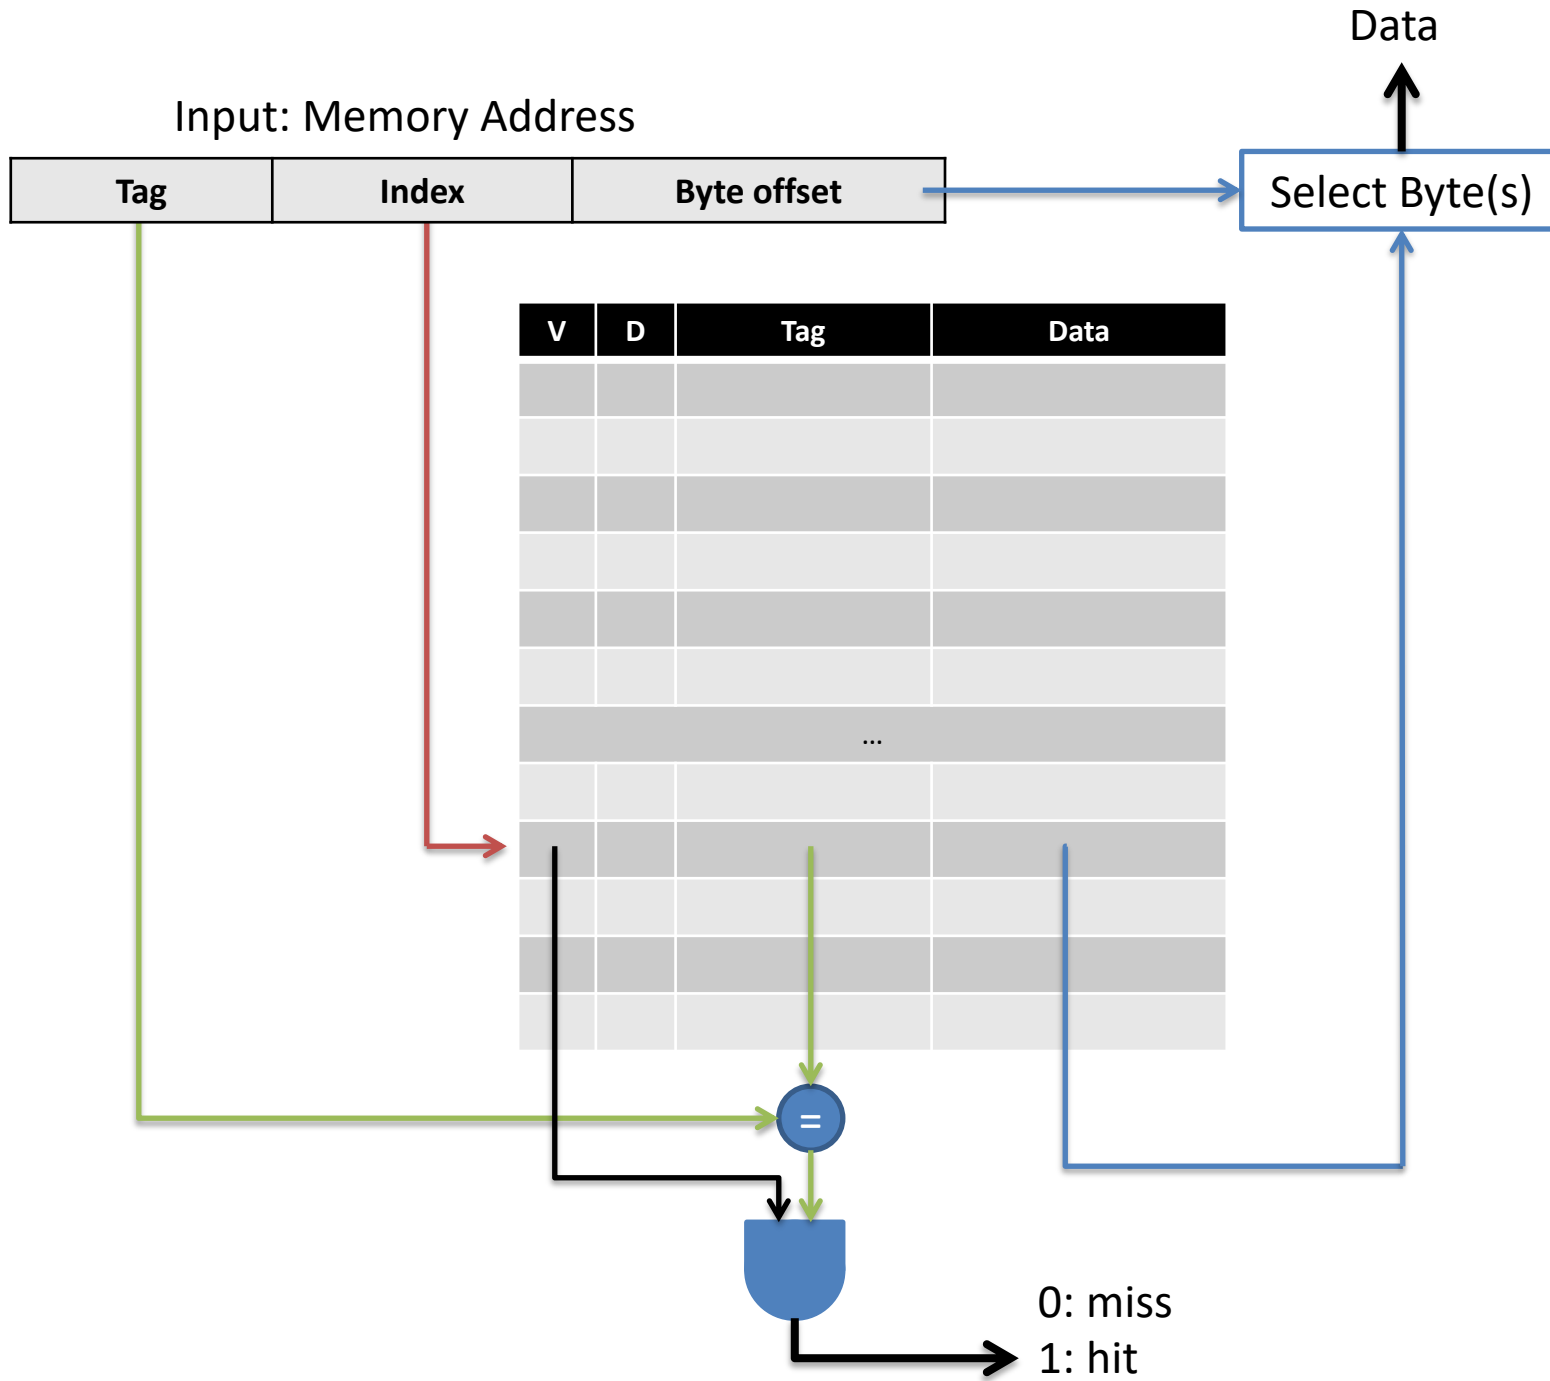 Data
Input: Memory Address
Tag Index Byte offset
Select Byte(s)
V D Tag Data
...
=
0: miss
1: hit